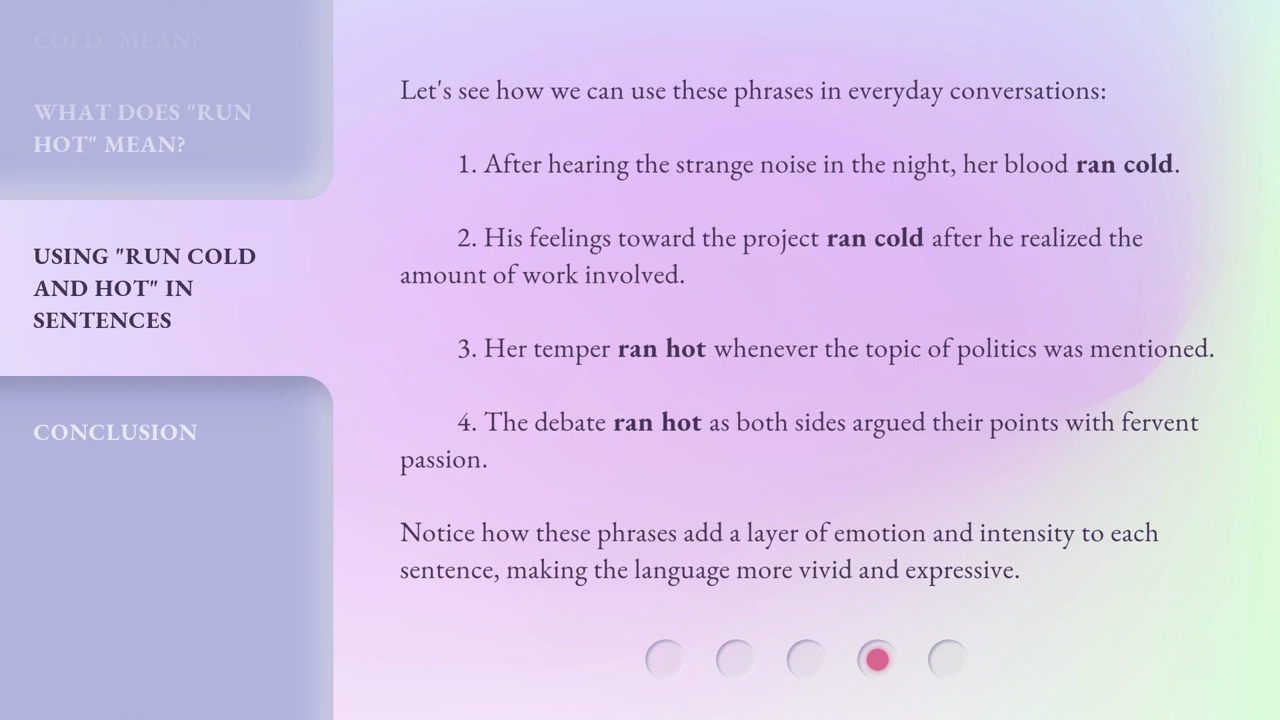 COLD" MEAN?
WHAT DOES "RUN
HOT" MEAN?
USING "RUN COLD
AND HOT" IN
SENTENCES
CONCLUSION
Let's see how we can use these phrases in everyday conversations:
1. After hearing the strange noise in the night, her blood ran cold.
2. His feelings toward the project ran cold after he realized the
amount of work involved.
3. Her temper ran hot whenever the topic of politics was mentioned.
4. The debate ran hot as both sides argued their points with fervent
passion.
Notice how these phrases add a layer of emotion and intensity to each
sentence, making the language more vivid and expressive.